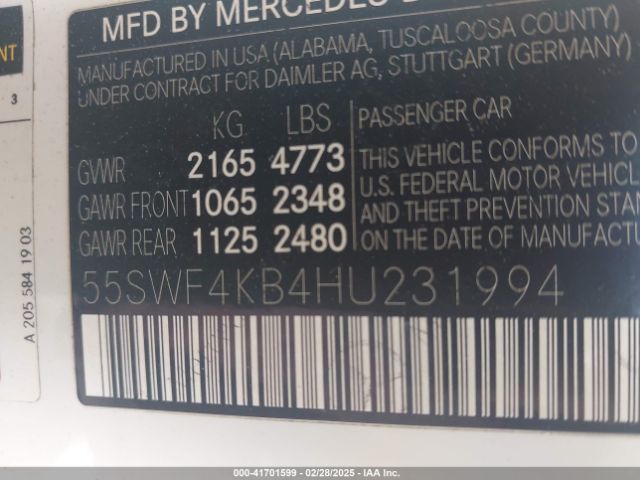 MFD BY MERCEDES
MANUFACTURED IN USA (ALABAMA, TUSCALOOSA COUNTY)
UNDER CONTRACT FOR DAIMLER AG, STUTTGART (GERMANY)
KG LBS
PASSENGER CAR
GVWR 2165 4773
GAWR FRONT 1065 2348
GAWR REAR 1125 2480
THIS VEHICLE CONFORMS TO
U.S. FEDERAL MOTOR VEHICL
AND THEFT PREVENTION STAN
ON THE DATE OF MANUFACTU
55SWF4KB4HU231994
NT
3
A 205 584 19 03
000-41701599 - 02/28/2025 - IAA Inc.